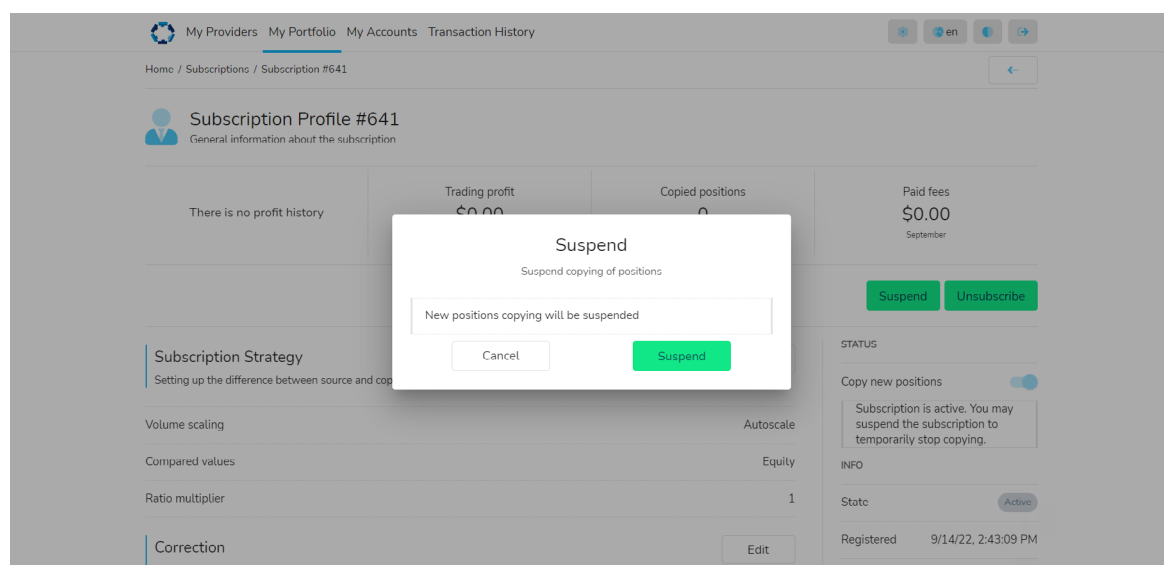 My Providers My Portfolio My Accounts Transaction History
en
Home / Subscriptions / Subscription #641
Subscription Profile #641
General information about the subscription
There is no profit history
Trading profit
$0.00
Copied positions
0
Paid fees
$0.00
September
Suspend
Suspend copying of positions
New positions copying will be suspended
Cancel
Suspend
Suspend
Unsubscribe
Subscription Strategy
Setting up the difference between source and cop
Volume scaling
Autoscale
Compared values
Equity
Ratio multiplier
1
Correction
Edit
STATUS
Copy new positions
Subscription is active. You may
suspend the subscription to
temporarily stop copying.
INFO
State
Active
Registered
9/14/22, 2:43:09 PM